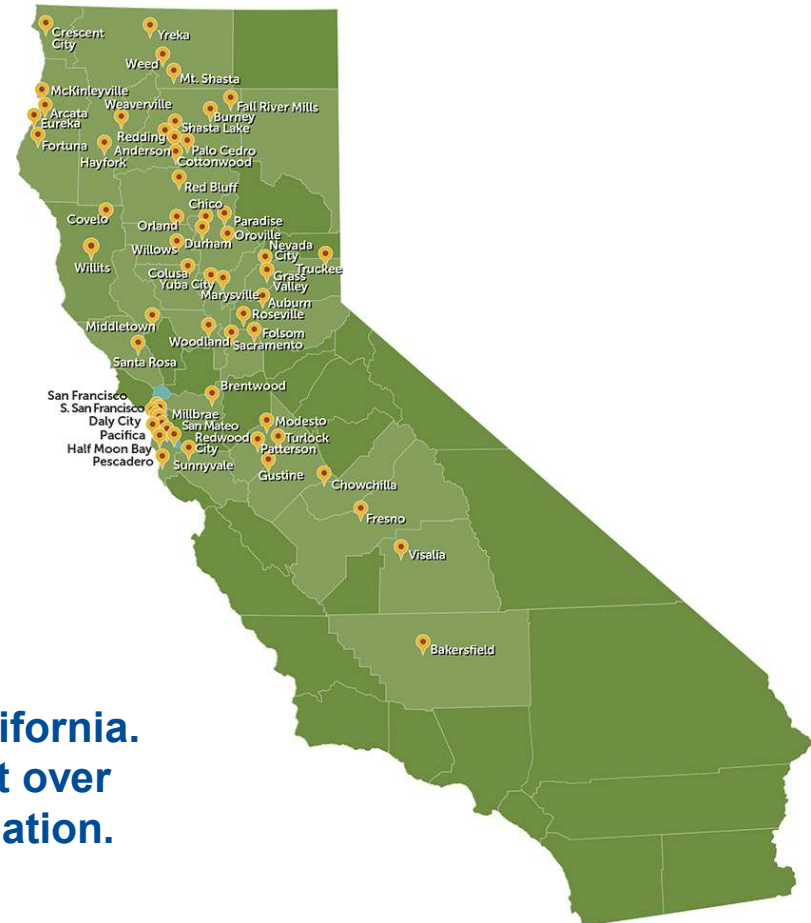 Crescent
City
Yreka
Weed
Mt. Shasta
McKinleyville
Arcata
Eureka
Fortuna
Weaverville
Hayfork
Redding
Anderson
Shasta Lake
Palo Cedro
Cottonwood
Burney
Fall River Mills
Red Bluff
Covelo
Willits
Orland
Chico
Paradise
Oroville
Durham
Willows
Nevada
City
Truckee
Grass
Valley
Colusa
Yuba City
Marysville
Auburn
Roseville
Middletown
Woodland
Sacramento
Folsom
Santa Rosa
Brentwood
San Francisco
S. San Francisco
Daly City
Pacifica
Half Moon Bay
Pescadero
Millbrae
San Mateo
Redwood
City
Sunnyvale
Modesto
Turlock
Patterson
Gustine
Chowchilla
Fresno
Visalia
Bakersfield
ifornia.
t over
ation.